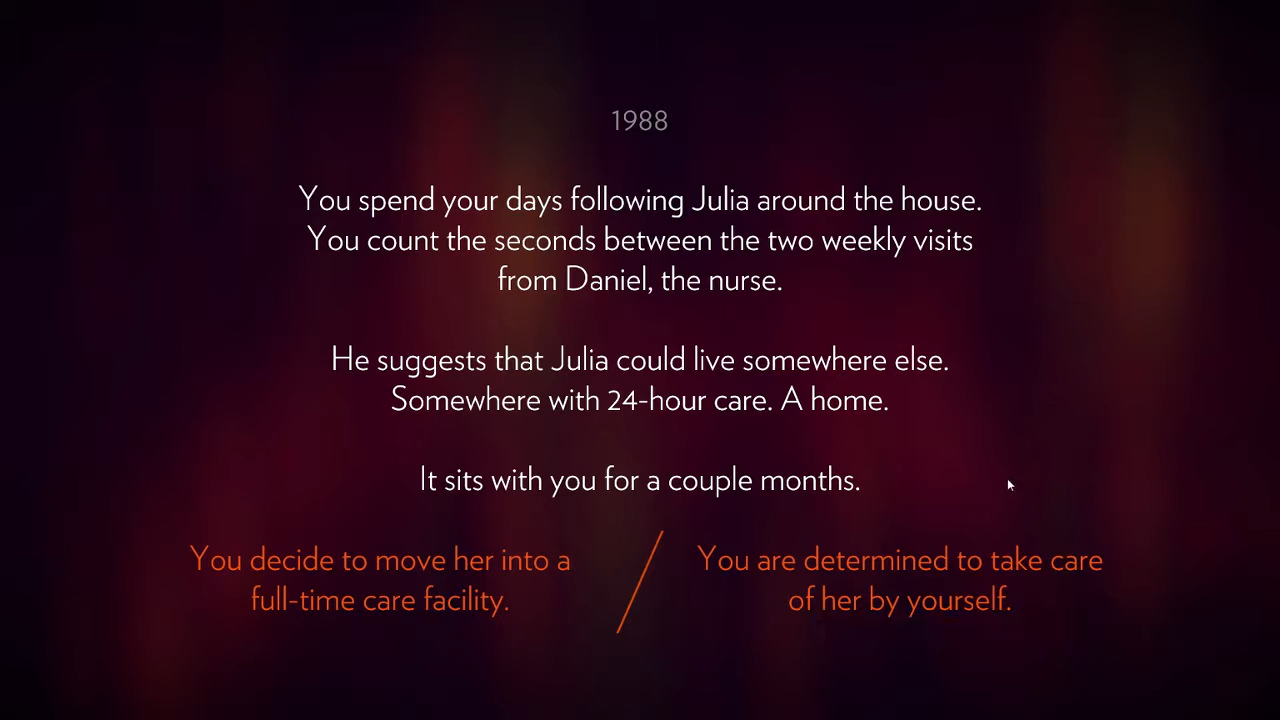 1988
You spend your days following Julia around the house.
You count the seconds between the two weekly visits
from Daniel, the nurse.
He suggests that Julia could live somewhere else.
Somewhere with 24-hour care. A home.
It sits with you for a couple months.
You decide to move her into a
full-time care facility.
You are determined to take care
of her by yourself.